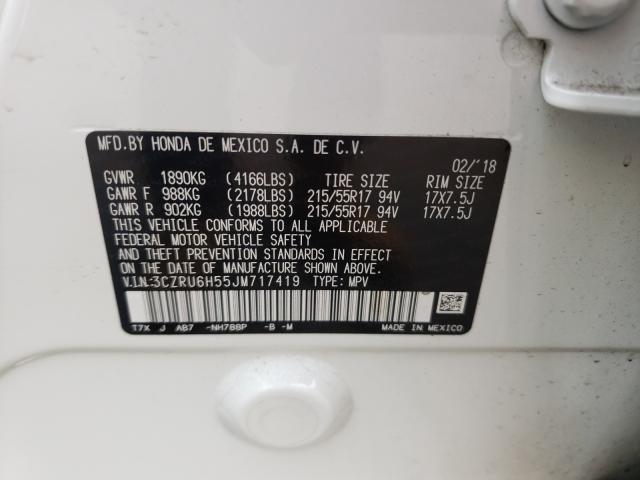 MFD.BY HONDA DE MEXICO S.A. DE C.V.
02/'18
GVWR 1890KG (4166LBS) TIRE SIZE RIM SIZE
GAWR F 988KG (2178LBS) 215/55R17 94V 17X7.5J
GAWR R 902KG (1988LBS) 215/55R17 94V 17X7.5J
THIS VEHICLE CONFORMS TO ALL APPLICABLE
FEDERAL MOTOR VEHICLE SAFETY
AND THEFT PREVENTION STANDARDS IN EFFECT
ON THE DATE OF MANUFACTURE SHOWN ABOVE.
V.I.N.:3CZRU6H55JM717419 TYPE: MPV
T7X J AB7 -NH788P -B -M MADE IN MEXICO